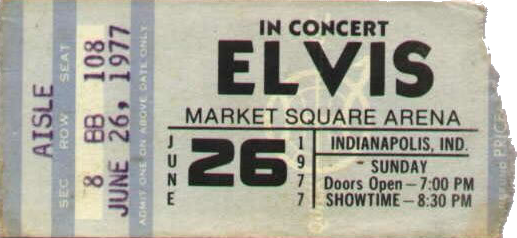 AISLE
SEC ROW SEAT
8 BB 108
JUNE 26, 1977
ADMIT ONE ON ABOVE DATE ONLY
IN CONCERT
ELVIS
MARKET SQUARE ARENA
JUNE
26
1977
INDIANAPOLIS, IND.
SUNDAY
Doors Open – 7:00 PM
SHOWTIME – 8:30 PM
PRICE